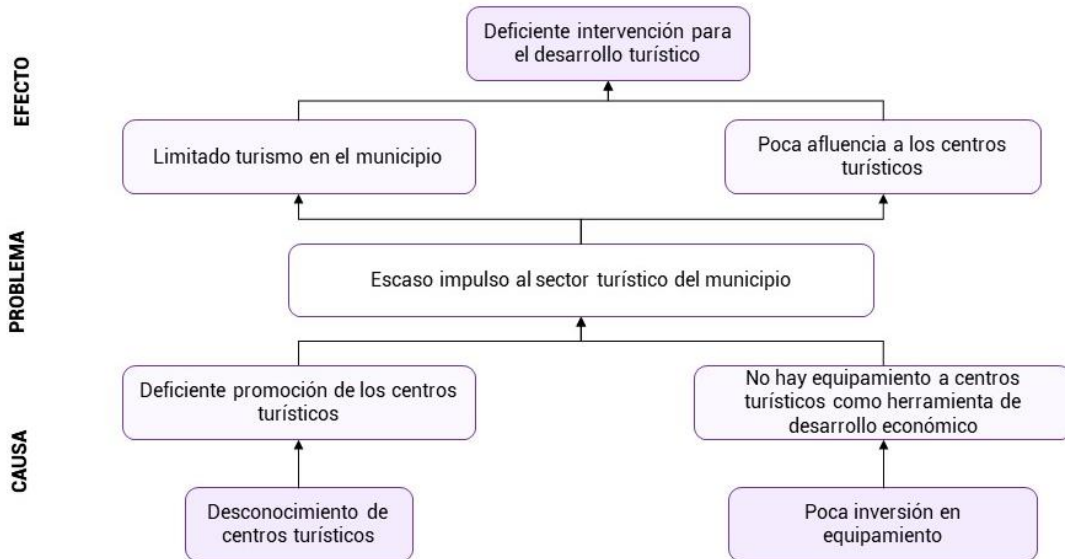 EFECTO
Deficiente intervención para
el desarrollo turístico
Limitado turismo en el municipio
Poca afluencia a los centros
turísticos
PROBLEMA
Escaso impulso al sector turístico del municipio
CAUSA
Deficiente promoción de los centros
turísticos
No hay equipamiento a centros
turísticos como herramienta de
desarrollo económico
Desconocimiento de
centros turísticos
Poca inversión en
equipamiento